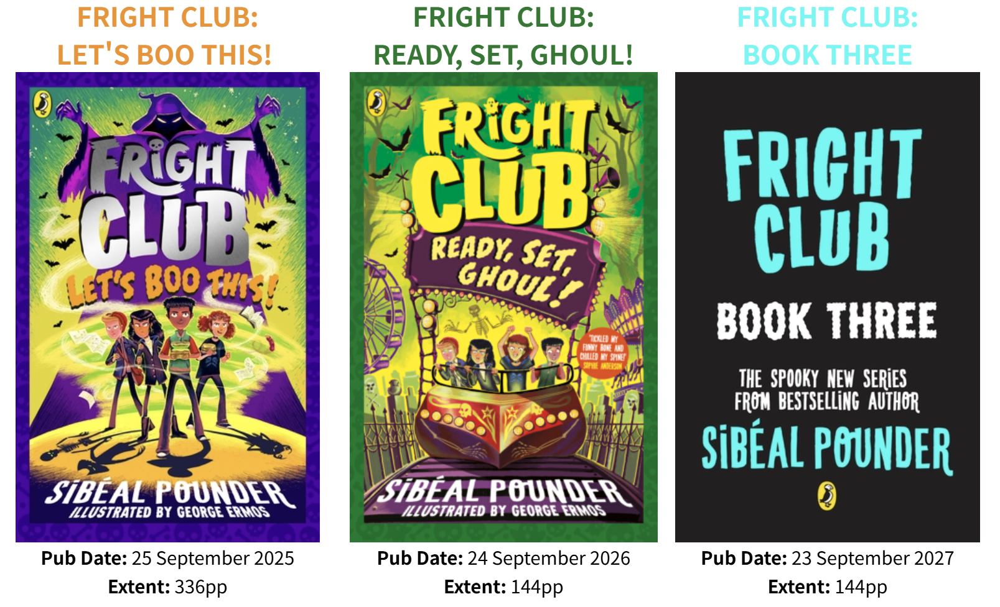 FRIGHT CLUB:
LET'S BOO THIS!
FRIGHT
CLUB
LET'S BOO THIS!
SIBÉAL POUNDER
ILLUSTRATED BY GEORGE ERMOS
Pub Date: 25 September 2025
Extent: 336pp
FRIGHT CLUB:
READY, SET, GHOUL!
FRIGHT
CLUB
READY, SET,
GHOUL!
"TICKLED MY
FUNNY BONE AND
CHILLED MY SPINE!"
SOPHIE ANDERSON
SIBÉAL POUNDER
ILLUSTRATED BY GEORGE ERMOS
Pub Date: 24 September 2026
Extent: 144pp
FRIGHT CLUB:
BOOK THREE
FRIGHT
CLUB
BOOK THREE
THE SPOOKY NEW SERIES
FROM BESTSELLING AUTHOR
SIBÉAL POUNDER
Pub Date: 23 September 2027
Extent: 144pp